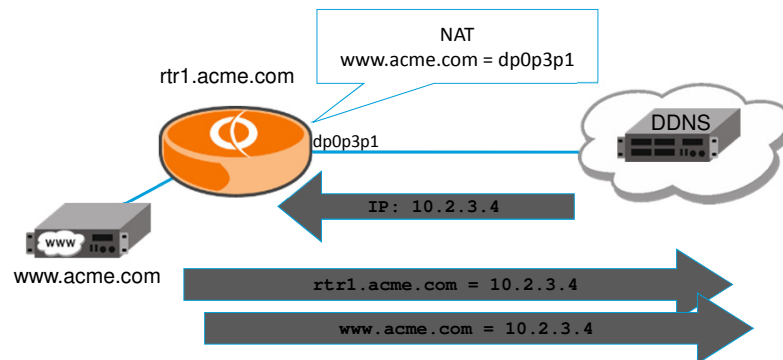 NAT
www.acme.com = dp0p3p1
rtr1.acme.com
DDNS
dp0p3p1
IP: 10.2.3.4
www
www.acme.com
rtr1.acme.com = 10.2.3.4
www.acme.com = 10.2.3.4